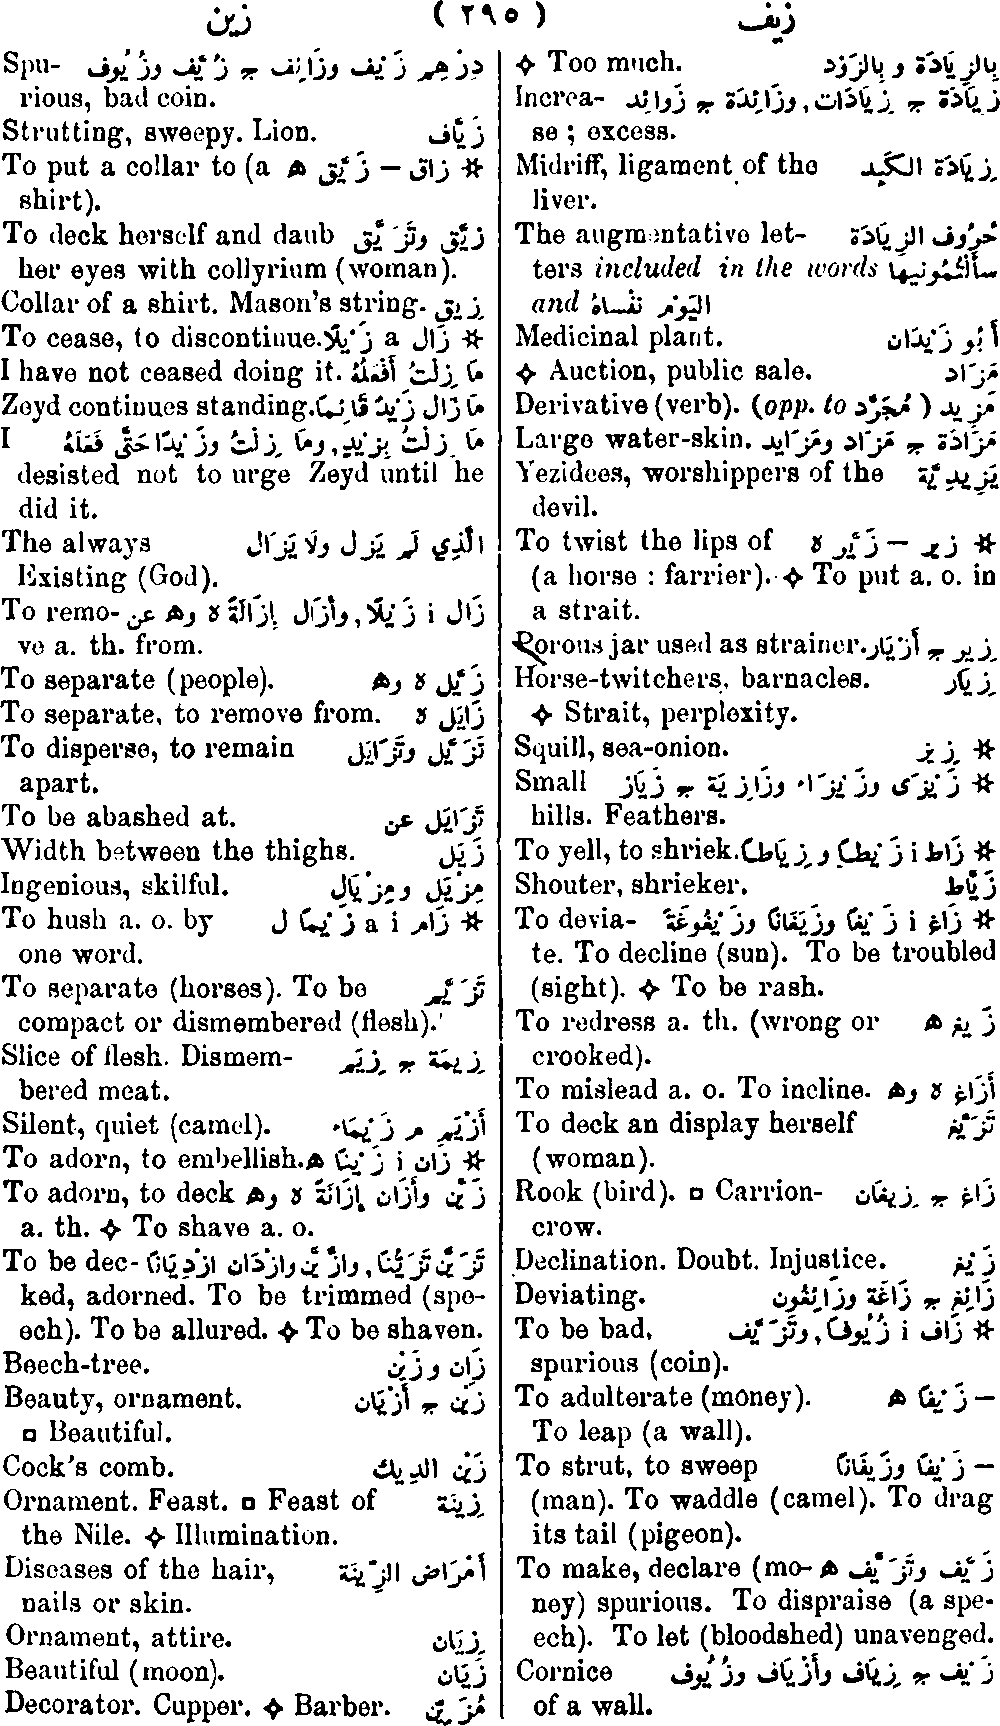 زيف ( ٢٩٥ ) زين
✧ Too much. بِالزِيَادَة و بِالزَوْد
Increa- زِيَادَة ج زِيَادَات, وزَائِدَة ج زَوَائِد
se ; excess.
Midriff, ligament of the زِيَادَة الكَبِد
liver.
The augmentative let- حُرُوف الزِيَادَة
ters included in the words سَأَلْتُمُونِيهَا
and اليَوْمَ نَنْسَاهُ
Medicinal plant. أَبُو زَيْدَان
✧ Auction, public sale. مَزَاد
Derivative (verb). (opp. to مُجَرَّد ) مَزِيد
Large water-skin. مَزَادَة ج مَزَاد ومَزَايِد
Yezidees, worshippers of the يَزِيدِيَّة
devil.
To twist the lips of ✲ زير — زَيَّر ه
(a horse : farrier). ✧ To put a. o. in
a strait.
Porous jar used as strainer. زِير ج أَزْيَار
Horse-twitchers, barnacles. زِيَار
✧ Strait, perplexity.
Squill, sea-onion. ✲ زِيز
Small ✲ زَيْزَى وزَيْزَاء وزَازِيَة ج زَيَاز
hills. Feathers.
To yell, to shriek. ✲ زَاط i زَيْطًا وزِيَاطًا
Shouter, shrieker. زَيَّاط
To devia- ✲ زَاغ i زَيْغًا وزَيَغَانًا وزَيْغُوغَةً
te. To decline (sun). To be troubled
(sight). ✧ To be rash.
To redress a. th. (wrong or زَيَّغ ه
crooked).
To mislead a. o. To incline. أَزَاغ ه وه
To deck an display herself تَزَيَّغ
(woman).
Rook (bird). ▫ Carrion- زَاغ ج زِيغَان
crow.
Declination. Doubt. Injustice. زَيْغ
Deviating. زَائِغ ج زَاغَة وزَائِغُون
To be bad, ✲ زَاف i زُيُوفًا, وتَزَيَّف
spurious (coin).
To adulterate (money). — زَيْفًا ه
To leap (a wall).
To strut, to sweep — زَيْفًا وزَيَفَانًا
(man). To waddle (camel). To drag
its tail (pigeon).
To make, declare (mo- زَيَّف وتَزَيَّف ه
ney) spurious. To dispraise (a spe-
ech). To let (bloodshed) unavenged.
Cornice زَيْف ج زِيَاف وأَزْيَاف وزُيُوف
of a wall.
Spu- دِرْهَم زَيْف وزَائِف ج زُيَّف وزُيُوف
rious, bad coin.
Strutting, sweepy. Lion. زَيَّاف
To put a collar to (a ✲ زاق — زَيَّق ه
shirt).
To deck herself and daub زَيَّق وتَزَيَّق
her eyes with collyrium (woman).
Collar of a shirt. Mason's string. زِيق
To cease, to discontinue. ✲ زَال a زَيْلًا
I have not ceased doing it. مَا زِلْتُ أَفْعَلُهُ
Zeyd continues standing. مَا زَال زَيْدٌ قَائِمًا
I مَا زِلْتُ بِزَيْدٍ, ومَا زِلْتُ وزَيْدًا حَتَّى فَعَلَهُ
desisted not to urge Zeyd until he
did it.
The always الَّذِي لَم يَزَل ولَا يَزَال
Existing (God).
To remo- زَال i زَيْلًا, وأَزَال إِزَالَةً ه وه عن
ve a. th. from.
To separate (people). زَيَّل ه وه
To separate, to remove from. زَايَل ه
To disperse, to remain تَزَيَّل وتَزَايَل
apart.
To be abashed at. تَزَايَل عن
Width between the thighs. زَيَل
Ingenious, skilful. مِزْيَل ومِزْيَال
To hush a. o. by ✲ زَام a i زَيْمًا ل
one word.
To separate (horses). To be تَزَيَّم
compact or dismembered (flesh).
Slice of flesh. Dismem- زِيمَة ج زِيَم
bered meat.
Silent, quiet (camel). أَزْيَم م زَيْمَاء
To adorn, to embellish. ✲ زَان i زَيْنًا ه
To adorn, to deck زَيَّن وأَزَان إِزَانَةً ه وه
a. th. ✧ To shave a. o.
To be dec- تَزَيَّن تَزَيُّنًا, وازَّيَّن وازْدَان ازْدِيَانًا
ked, adorned. To be trimmed (spe-
ech). To be allured. ✧ To be shaven.
Beech-tree. زَان وزَيْن
Beauty, ornament. زَيْن ج أَزْيَان
▫ Beautiful.
Cock's comb. زَيْن الدِيك
Ornament. Feast. ▫ Feast of زِينَة
the Nile. ✧ Illumination.
Diseases of the hair, أَمْرَاض الزِّينَة
nails or skin.
Ornament, attire. زِيَان
Beautiful (moon). زَيَان
Decorator. Cupper. ✧ Barber. مُزَيِّن